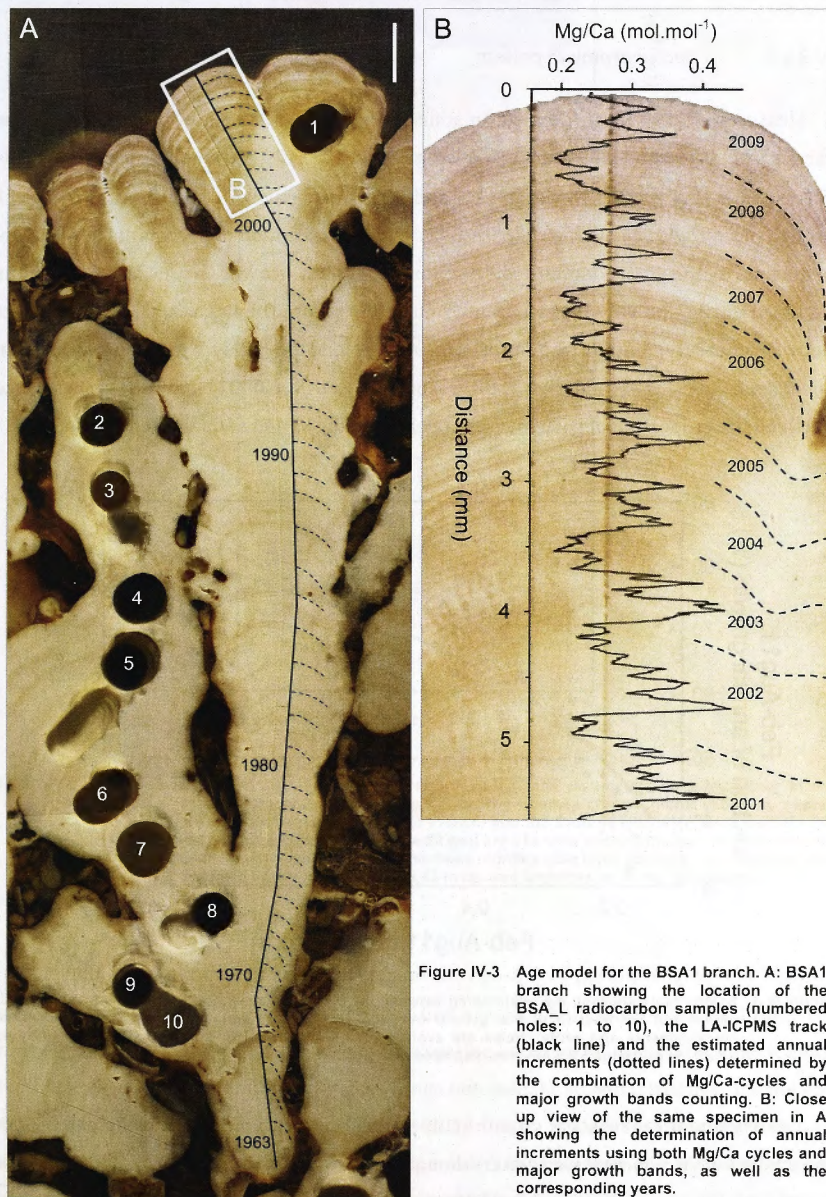 A
B
1
2000
2
3
1990
4
5
1980
6
7
8
1970
9
10
1963
B
Mg/Ca (mol.mol⁻¹)
0.2 0.3 0.4
0
2009
2008
1
2007
2006
2
2005
Distance (mm)
3
2004
2003
4
2002
5
2001
Figure IV-3 Age model for the BSA1 branch. A: BSA1
branch showing the location of the
BSA_L radiocarbon samples (numbered
holes: 1 to 10), the LA-ICPMS track
(black line) and the estimated annual
increments (dotted lines) determined by
the combination of Mg/Ca-cycles and
major growth bands counting. B: Close
up view of the same specimen in A
showing the determination of annual
increments using both Mg/Ca cycles and
major growth bands, as well as the
corresponding years.